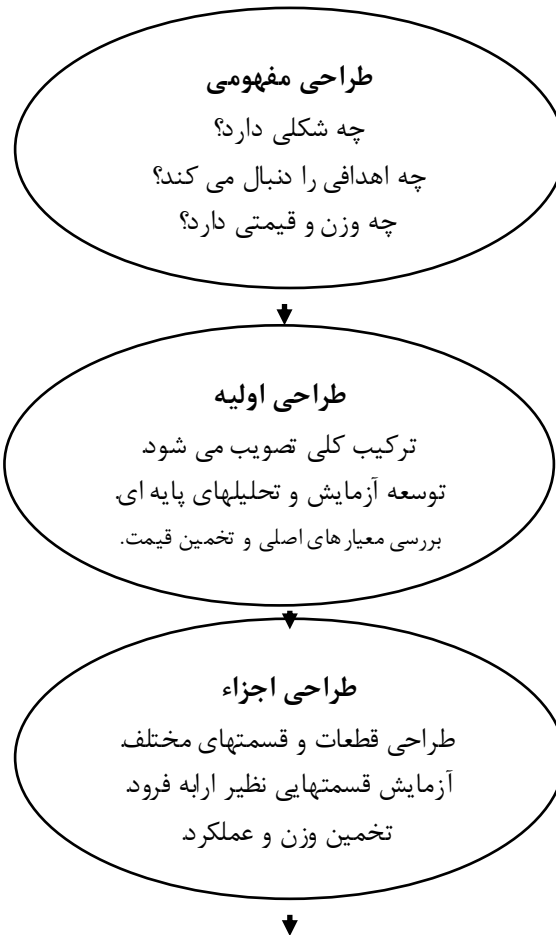 طراحی مفهومی
چه شکلی دارد؟
چه اهدافی را دنبال می کند؟
چه وزن و قیمتی دارد؟
طراحی اولیه
ترکیب کلی تصویب می شود.
توسعه آزمایش و تحلیلهای پایه ای.
بررسی معیارهای اصلی و تخمین قیمت.
طراحی اجزاء
طراحی قطعات و قسمتهای مختلف.
آزمایش قسمتهایی نظیر ارابه فرود.
تخمین وزن و عملکرد.